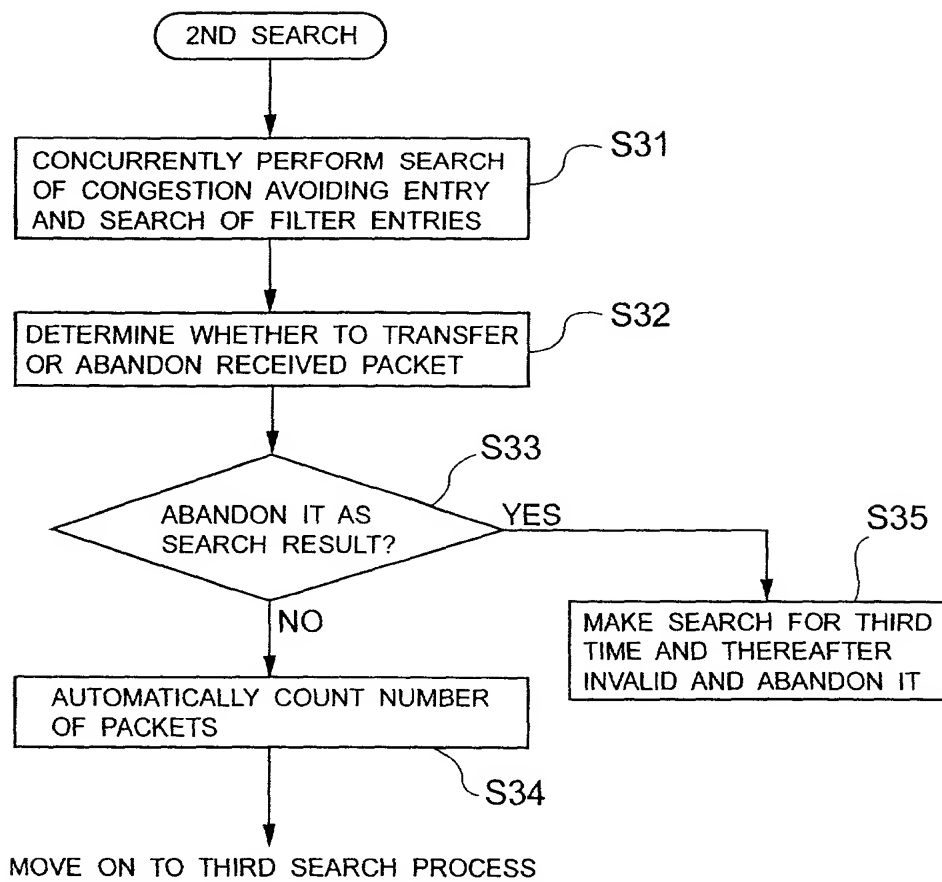 2ND SEARCH
CONCURRENTLY PERFORM SEARCH
OF CONGESTION AVOIDING ENTRY
AND SEARCH OF FILTER ENTRIES
S31
DETERMINE WHETHER TO TRANSFER
OR ABANDON RECEIVED PACKET
S32
S33
ABANDON IT AS
SEARCH RESULT?
YES
NO
S35
MAKE SEARCH FOR THIRD
TIME AND THEREAFTER
INVALID AND ABANDON IT
AUTOMATICALLY COUNT NUMBER
OF PACKETS
S34
MOVE ON TO THIRD SEARCH PROCESS